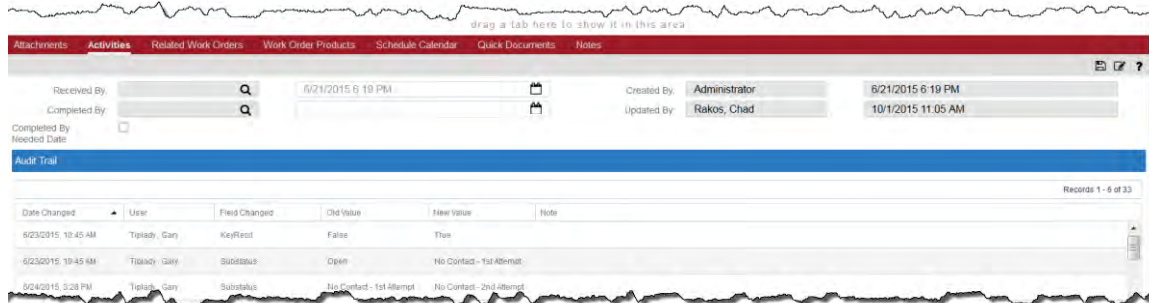 drag a tab here to show it in this area
Attachments Activities Related Work Orders Work Order Products Schedule Calendar Quick Documents Notes
?
Received By: 6/21/2015 6:19 PM Created By: Administrator 6/21/2015 6:19 PM
Completed By: Updated By: Rakos, Chad 10/1/2015 11:05 AM
Completed By
Needed Date
Audit Trail
Records 1 - 6 of 33
Date Changed User Field Changed Old Value New Value Note
6/23/2015, 10:45 AM Tiplady, Gary KeyRecd False True
6/23/2015, 10:45 AM Tiplady, Gary Substatus Open No Contact - 1st Attempt
6/24/2015, 3:28 PM Tiplady, Gary Substatus No Contact - 1st Attempt No Contact - 2nd Attempt